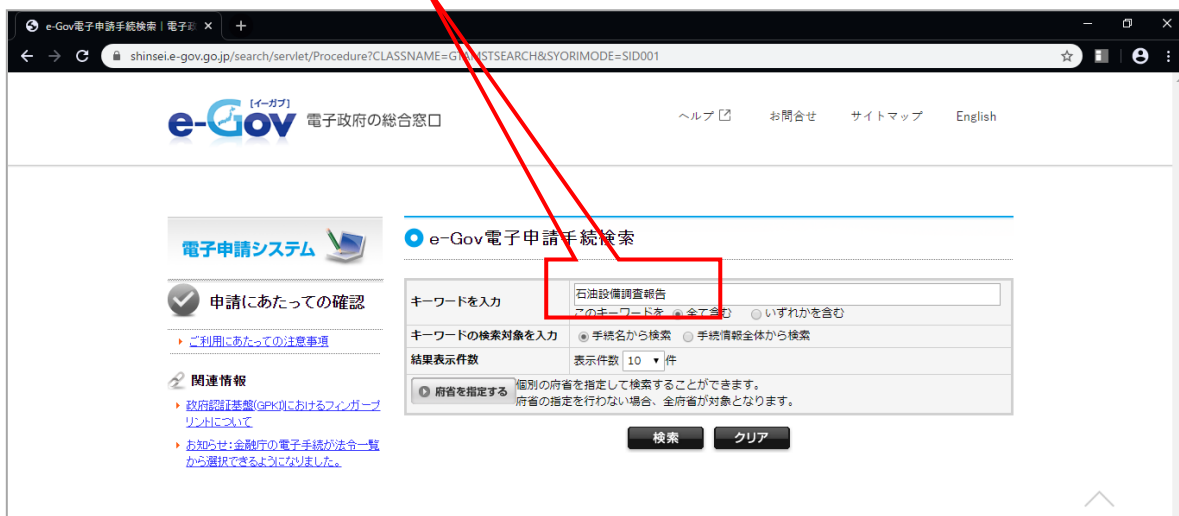 e-Gov電子申請手続検索 | 電子政
shinsei.e-gov.go.jp/search/servlet/Procedure?CLASSNAME=GTAMSTSEARCH&SYORIMODE=SID001
[イーガブ]
e-Gov 電子政府の総合窓口
ヘルプ お問合せ サイトマップ English
電子申請システム
e-Gov電子申請手続検索
申請にあたっての確認
ご利用にあたっての注意事項
関連情報
政府認証基盤(GPKI)におけるフィンガープ
リントについて
お知らせ：金融庁の電子手続が法令一覧
から選択できるようになりました。
キーワードを入力
石油設備調査報告
このキーワードを 全て含む いずれかを含む
キーワードの検索対象を入力 手続名から検索 手続情報全体から検索
結果表示件数 表示件数 10 件
府省を指定する 個別の府省を指定して検索することができます。
府省の指定を行わない場合、全府省が対象となります。
検索 クリア